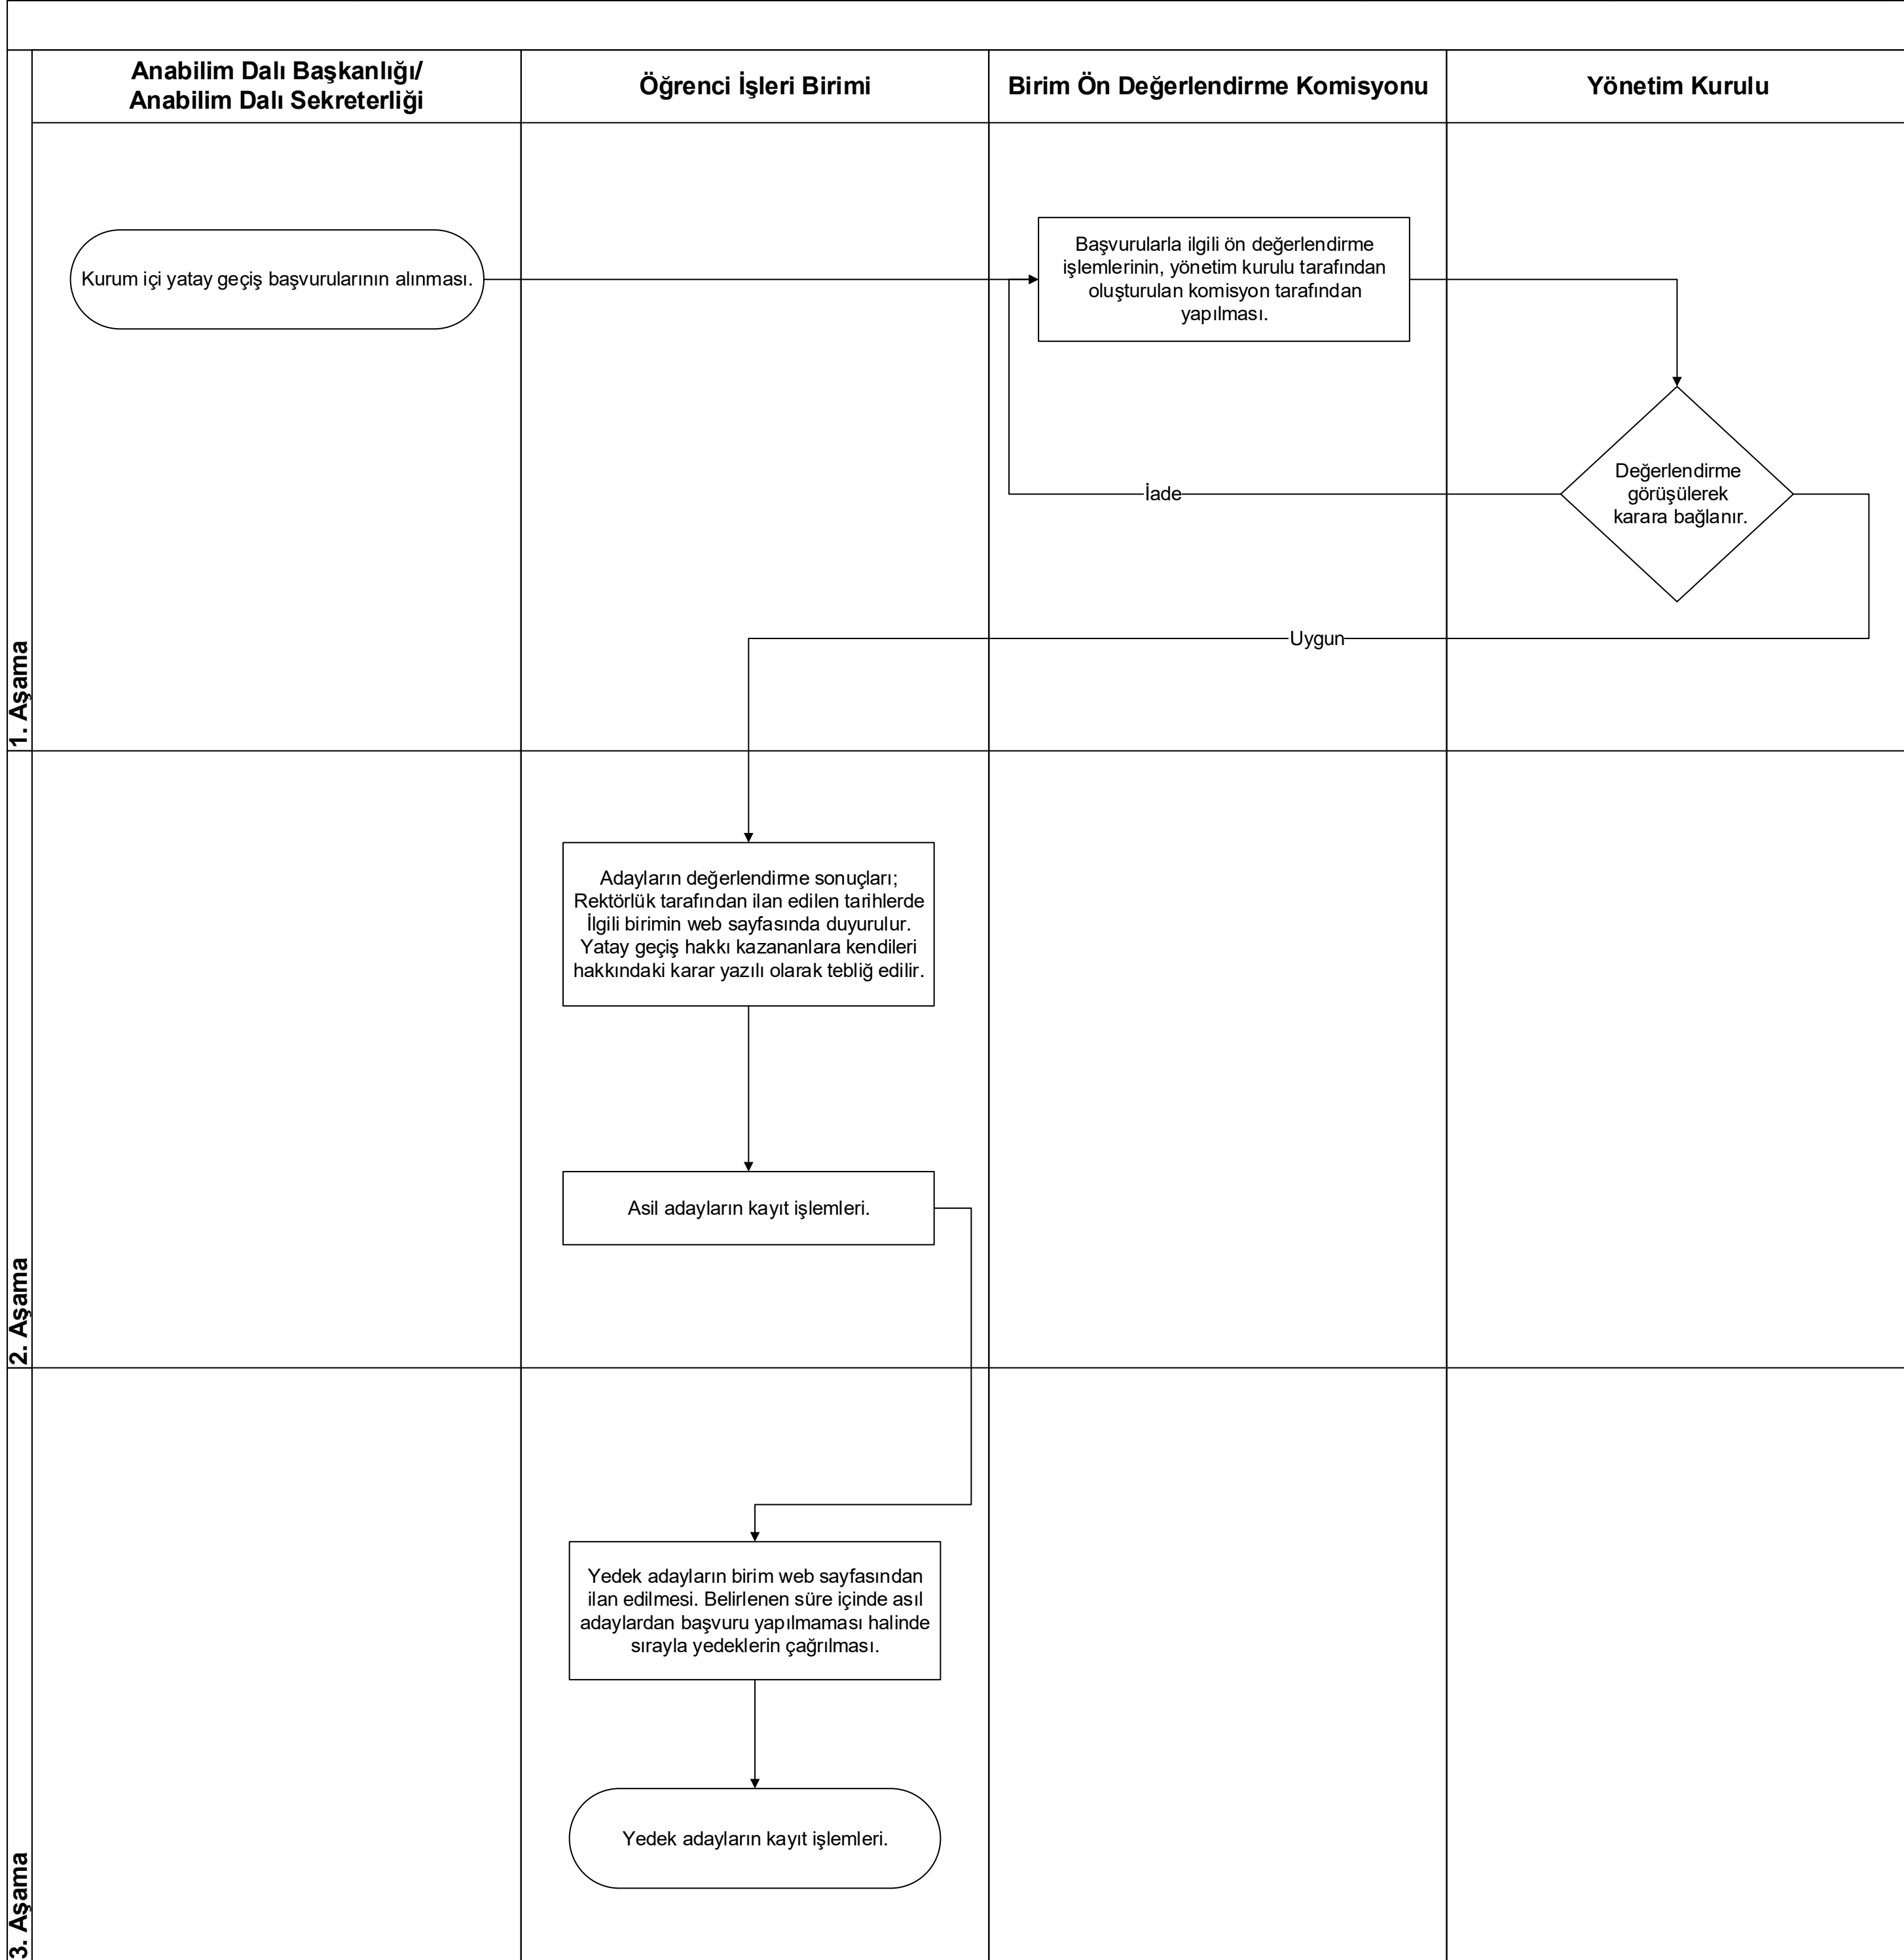 Anabilim Dalı Başkanlığı/
Anabilim Dalı Sekreterliği
Öğrenci İşleri Birimi
Birim Ön Değerlendirme Komisyonu
Yönetim Kurulu
1. Aşama
Kurum içi yatay geçiş başvurularının alınması.
Başvurularla ilgili ön değerlendirme
işlemlerinin, yönetim kurulu tarafından
oluşturulan komisyon tarafından
yapılması.
Değerlendirme
görüşülerek
karara bağlanır.
İade
Uygun
2. Aşama
Adayların değerlendirme sonuçları;
Rektörlük tarafından ilan edilen tarihlerde
İlgili birimin web sayfasında duyurulur.
Yatay geçiş hakkı kazananlara kendileri
hakkındaki karar yazılı olarak tebliğ edilir.
Asil adayların kayıt işlemleri.
3. Aşama
Yedek adayların birim web sayfasından
ilan edilmesi. Belirlenen süre içinde asıl
adaylardan başvuru yapılmaması halinde
sırayla yedeklerin çağrılması.
Yedek adayların kayıt işlemleri.